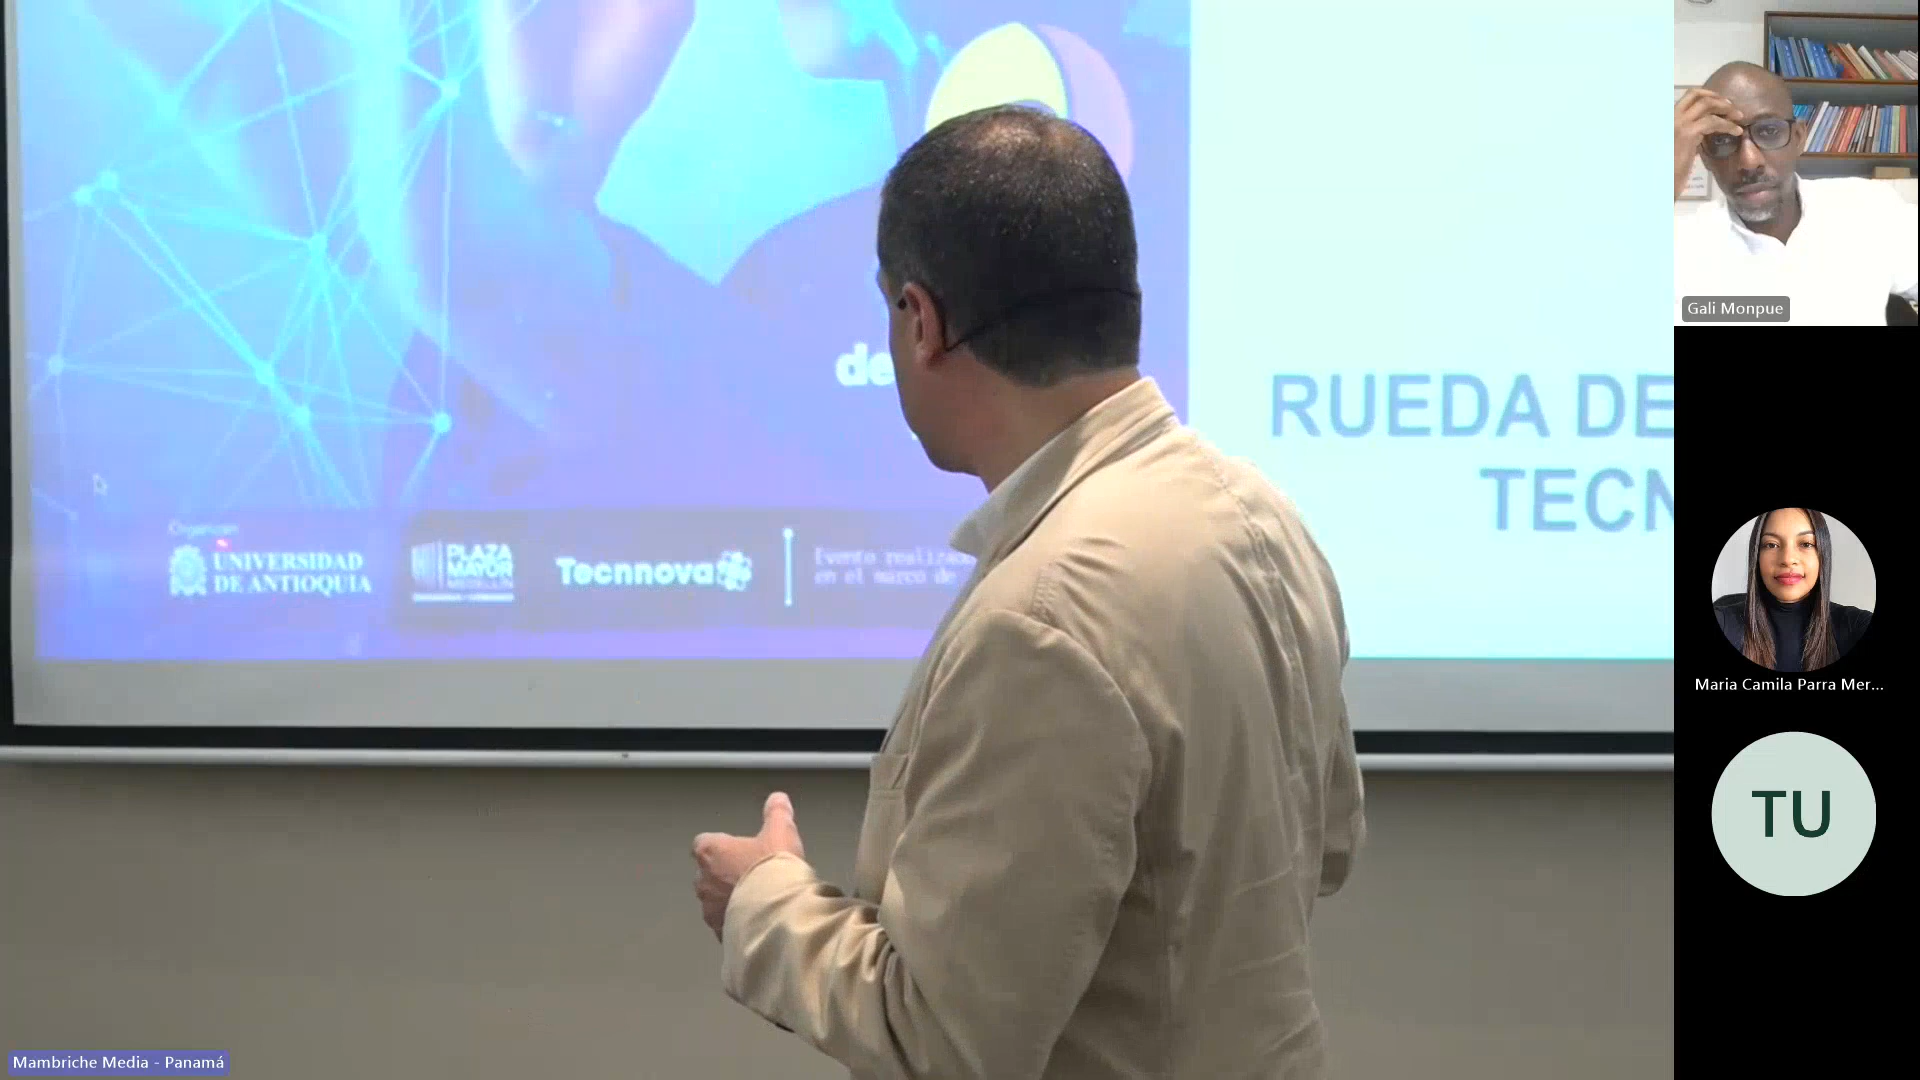 de
RUEDA DE
TECN
Organizan
UNIVERSIDAD
DE ANTIOQUIA
PLAZA
MAYOR
MEDELLÍN
Tecnnova
Evento realizado
en el marco de
Gali Monpue
Maria Camila Parra Mer...
TU
Mambriche Media - Panamá